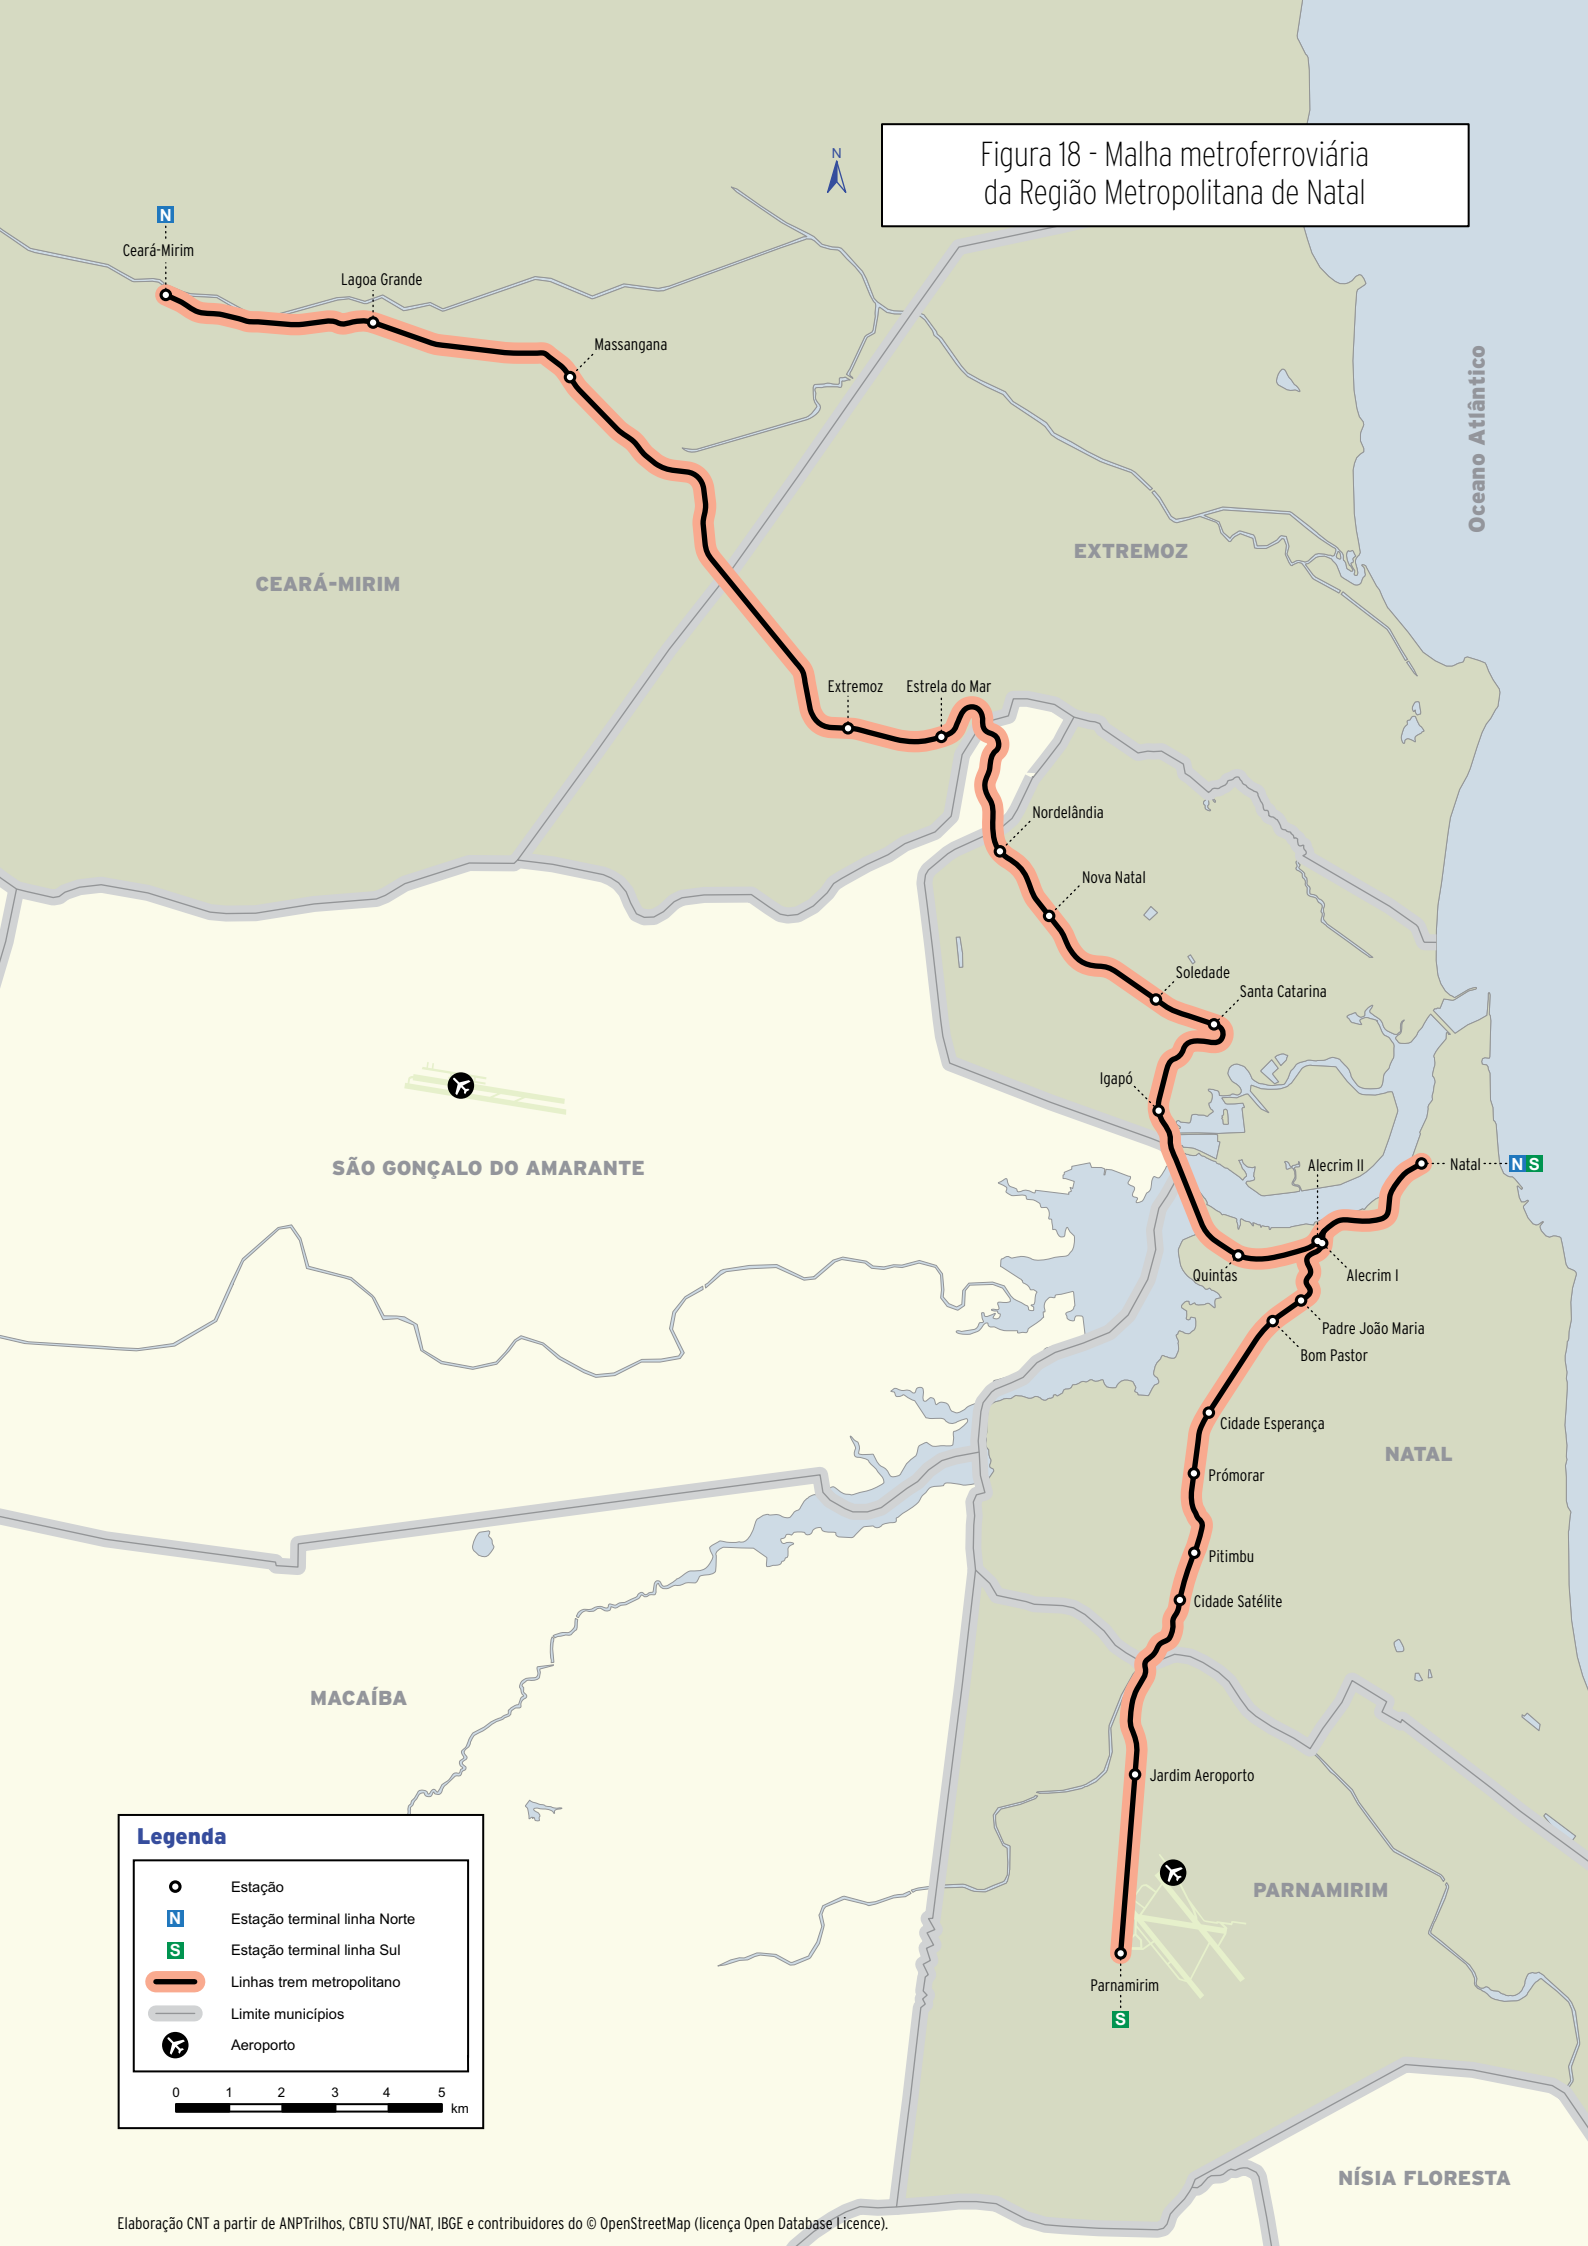 Figura 18 - Malha metroferroviária
da Região Metropolitana de Natal
N
N
Ceará-Mirim
Lagoa Grande
Massangana
Oceano Atlântico
EXTREMOZ
CEARÁ-MIRIM
Extremoz
Estrela do Mar
Nordelândia
Nova Natal
Soledade
Santa Catarina
Igapó
SÃO GONÇALO DO AMARANTE
Alecrim II
Natal
N S
Quintas
Alecrim I
Padre João Maria
Bom Pastor
Cidade Esperança
NATAL
Prómorar
Pitimbu
Cidade Satélite
MACAÍBA
Jardim Aeroporto
PARNAMIRIM
Parnamirim
S
Legenda
Estação
N Estação terminal linha Norte
S Estação terminal linha Sul
Linhas trem metropolitano
Limite municípios
Aeroporto
0 1 2 3 4 5
km
NÍSIA FLORESTA
Elaboração CNT a partir de ANPTrilhos, CBTU STU/NAT, IBGE e contribuidores do © OpenStreetMap (licença Open Database Licence).